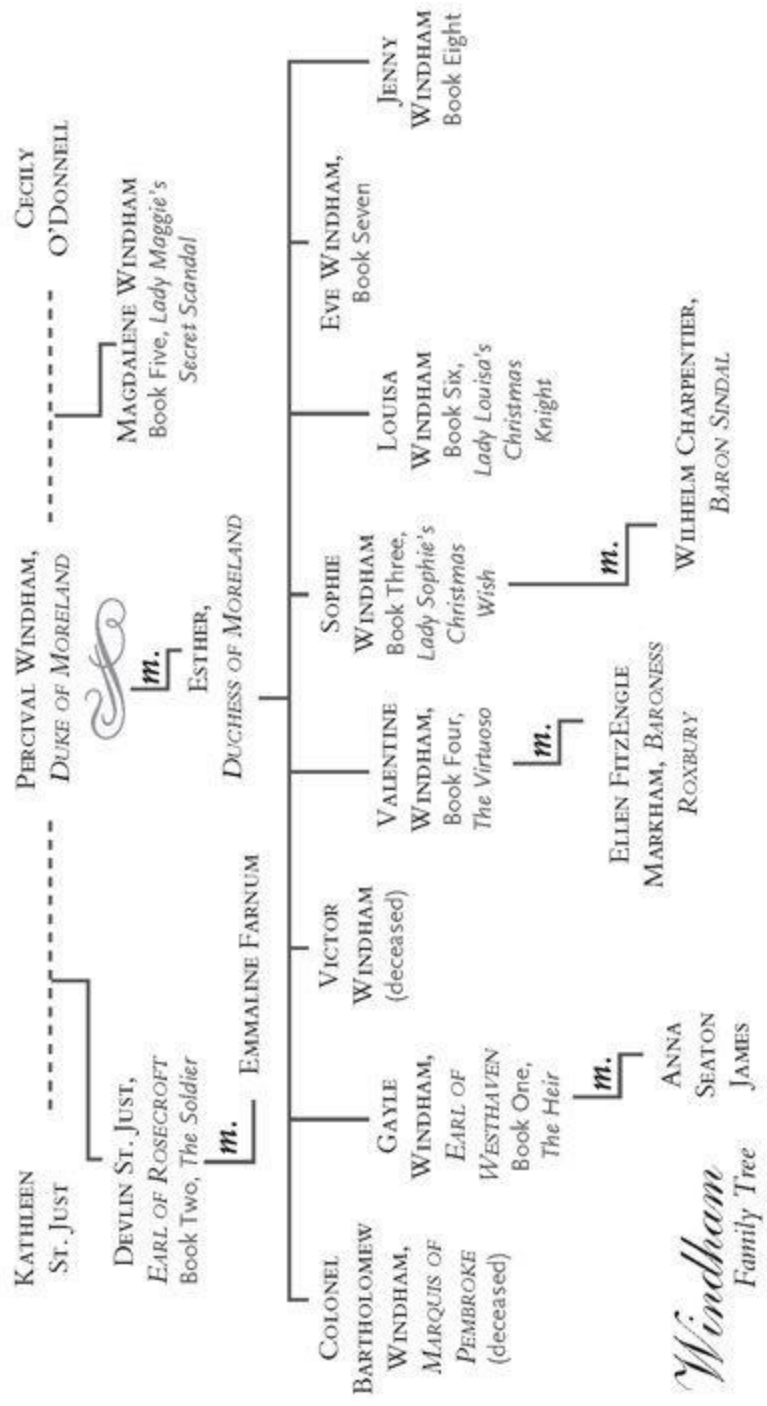 KATHLEEN
ST. JUST
PERCIVAL WINDHAM,
DUKE OF MORELAND
CECILY
O'DONNELL
DEVLIN ST. JUST,
EARL OF ROSECROFT
Book Two, The Soldier
m.
EMMALINE FARNUM
m.
ESTHER,
DUCHESS OF MORELAND
MAGDALENE WINDHAM
Book Five, Lady Maggie's
Secret Scandal
COLONEL
BARTHOLOMEW
WINDHAM,
MARQUIS OF
PEMBROKE
(deceased)
GAYLE
WINDHAM,
EARL OF
WESTHAVEN
Book One,
The Heir
m.
ANNA
SEATON
JAMES
VICTOR
WINDHAM
(deceased)
VALENTINE
WINDHAM,
Book Four,
The Virtuoso
m.
ELLEN FITZENGLE
MARKHAM, BARONESS
ROXBURY
SOPHIE
WINDHAM
Book Three,
Lady Sophie's
Christmas
Wish
m.
WILHELM CHARPENTIER,
BARON SINDAL
LOUISA
WINDHAM
Book Six,
Lady Louisa's
Christmas
Knight
EVE WINDHAM,
Book Seven
JENNY
WINDHAM
Book Eight
Windham
Family Tree